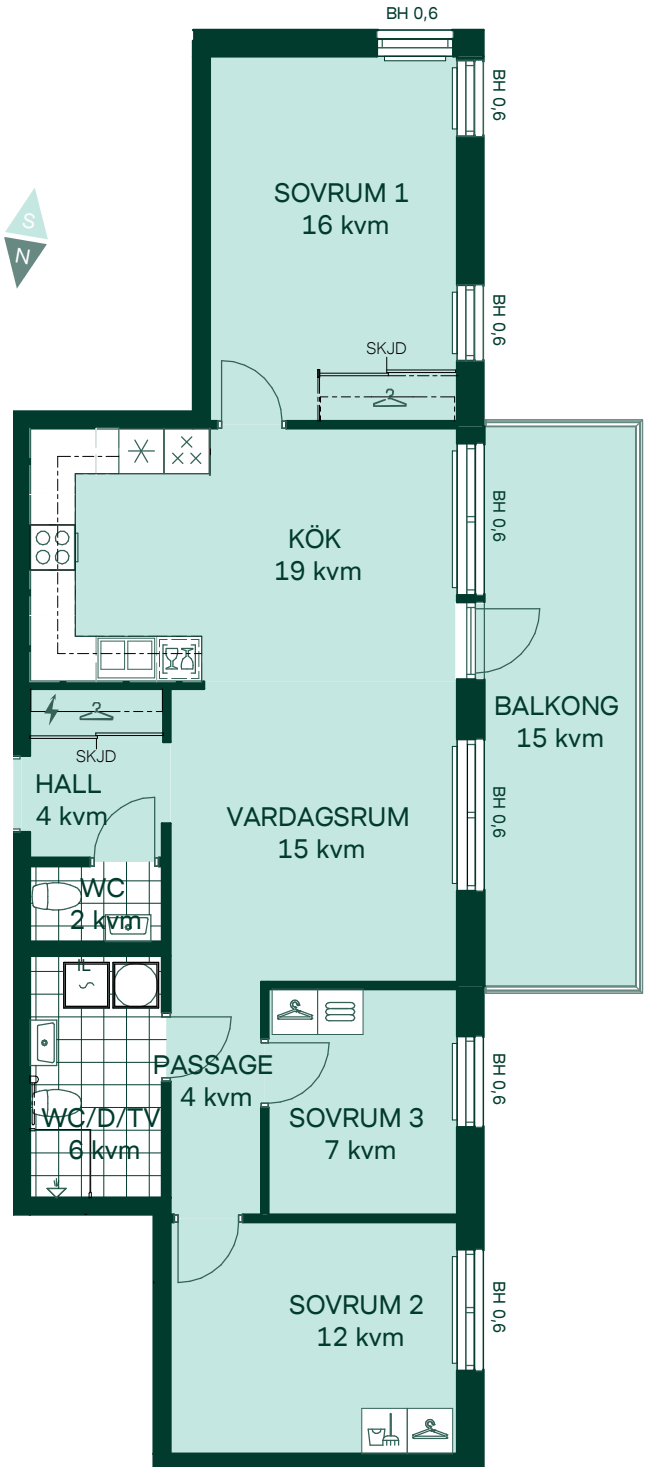 BH 0,6
BH 0,6
SOVRUM 1
16 kvm
S
N
BH 0,6
SKJD
BH 0,6
KÖK
19 kvm
BALKONG
15 kvm
SKJD
HALL
4 kvm
VARDAGSRUM
15 kvm
BH 0,6
WC
2 kvm
TL
PASSAGE
4 kvm
BH 0,6
WC/D/TV
6 kvm
SOVRUM 3
7 kvm
SOVRUM 2
12 kvm
BH 0,6